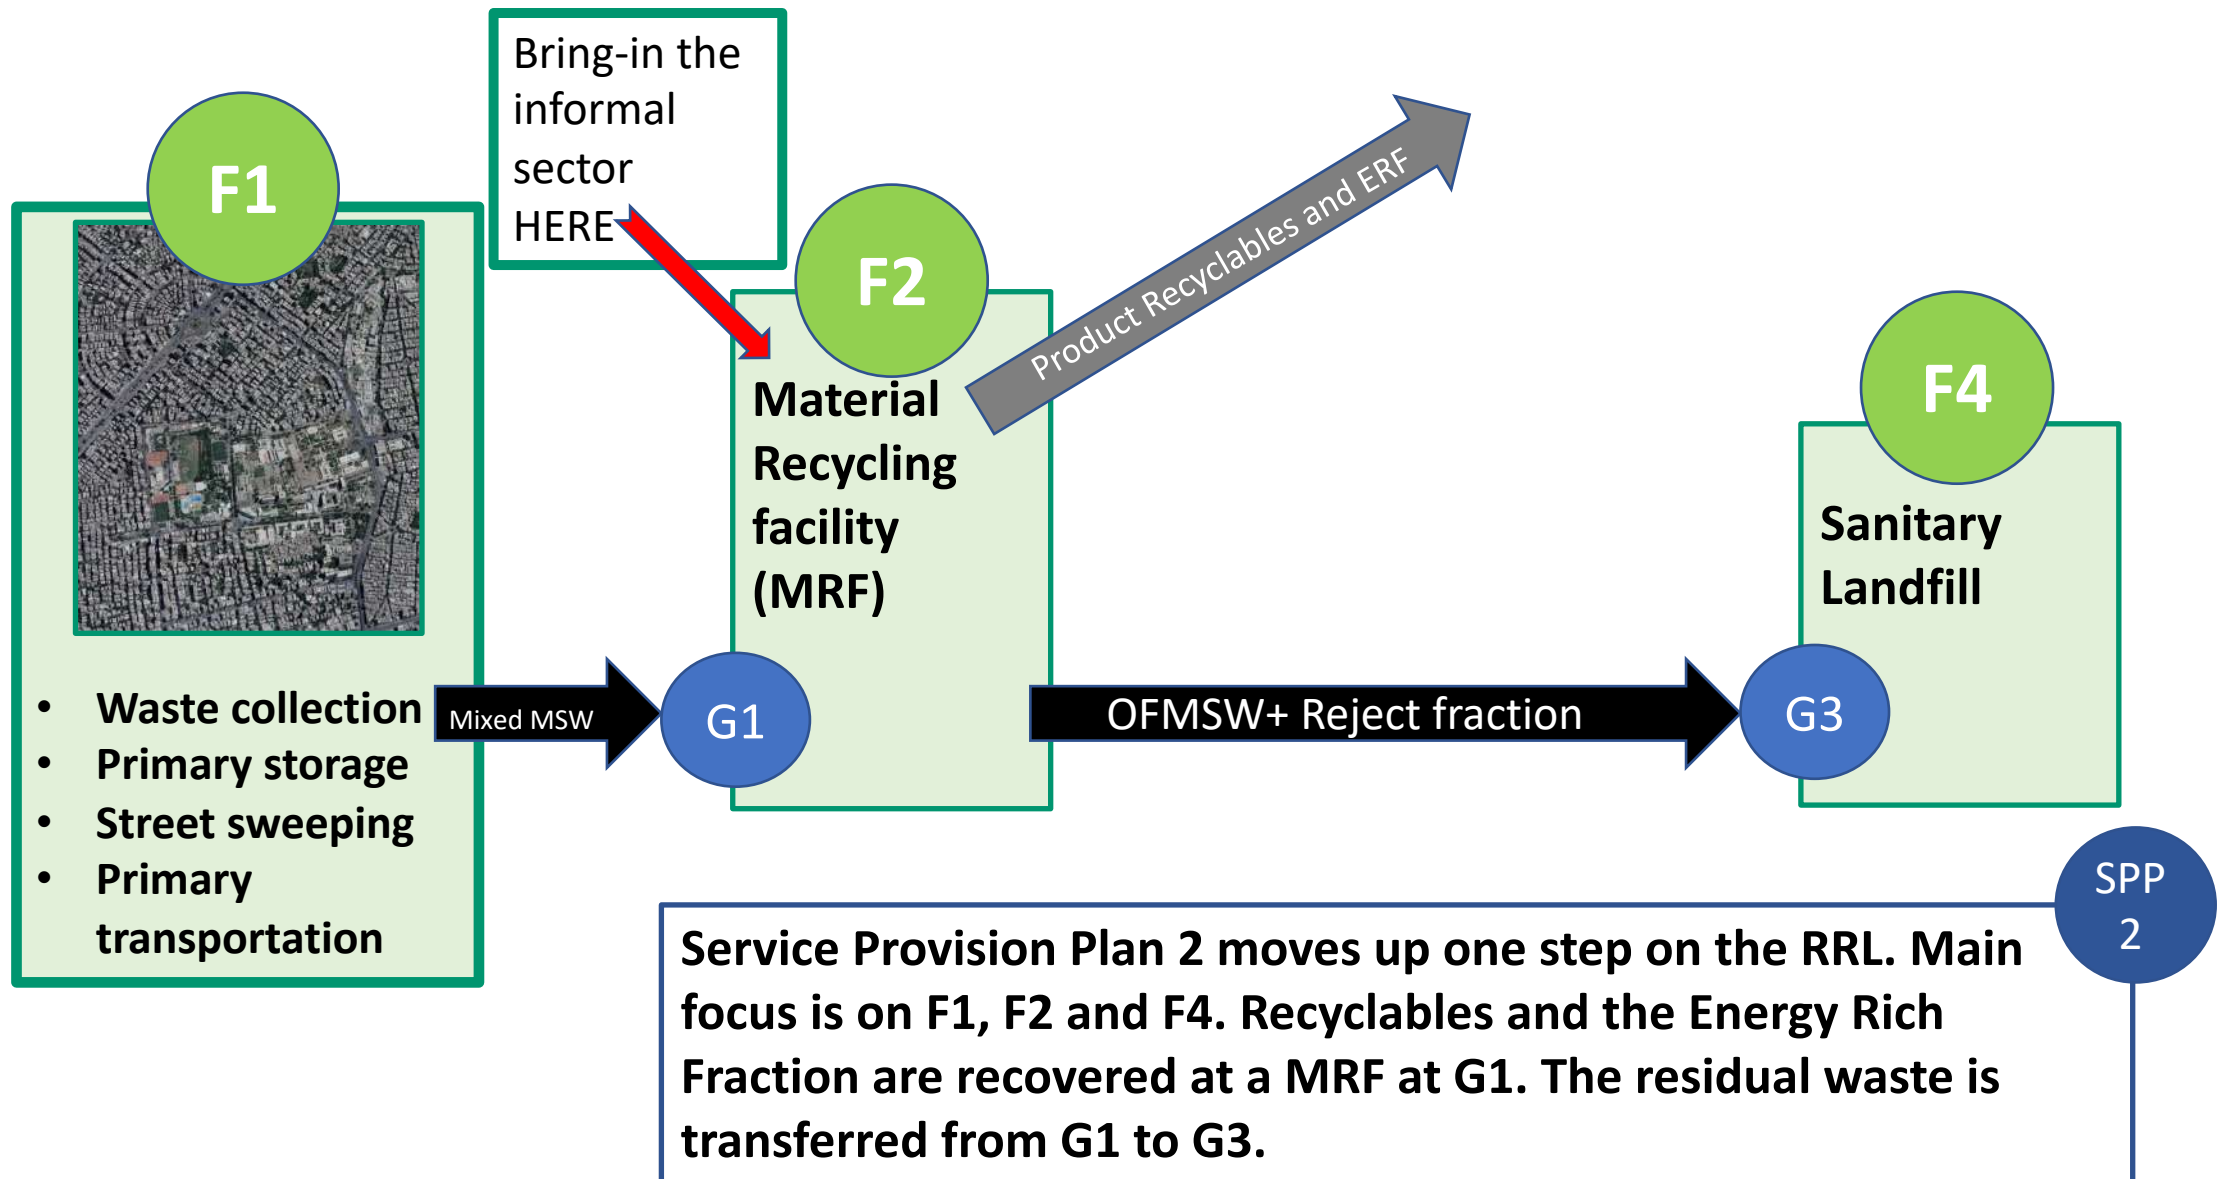 F1
• Waste collection
• Primary storage
• Street sweeping
• Primary
transportation
Bring-in the
informal
sector
HERE
Mixed MSW
G1
F2
Material
Recycling
facility
(MRF)
Product Recyclables and ERF
OFMSW+ Reject fraction
G3
F4
Sanitary
Landfill
SPP
2
Service Provision Plan 2 moves up one step on the RRL. Main
focus is on F1, F2 and F4. Recyclables and the Energy Rich
Fraction are recovered at a MRF at G1. The residual waste is
transferred from G1 to G3.